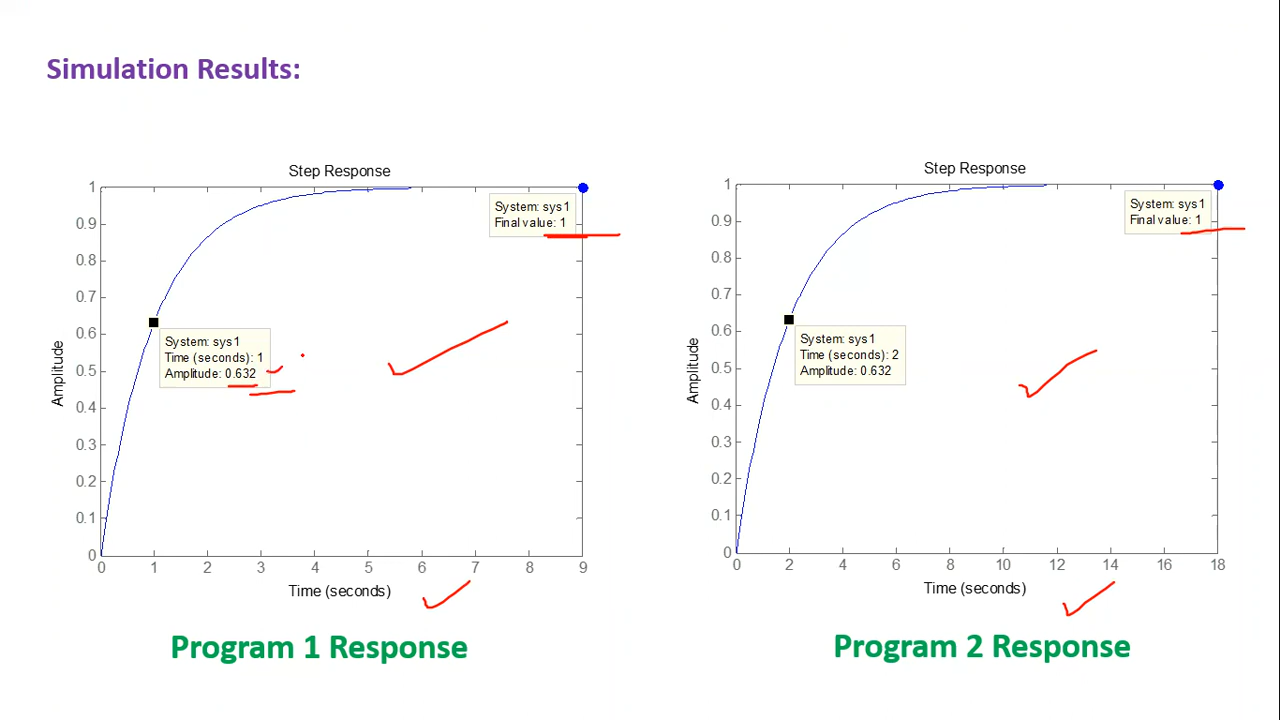 Simulation Results:
Step Response
1
0.9
0.8
0.7
0.6
0.5
0.4
0.3
0.2
0.1
0
Amplitude
System: sys1
Final value: 1
System: sys1
Time (seconds): 1
Amplitude: 0.632
0 1 2 3 4 5 6 7 8 9
Time (seconds)
Program 1 Response
Step Response
1
0.9
0.8
0.7
0.6
0.5
0.4
0.3
0.2
0.1
0
Amplitude
System: sys1
Final value: 1
System: sys1
Time (seconds): 2
Amplitude: 0.632
0 2 4 6 8 10 12 14 16 18
Time (seconds)
Program 2 Response